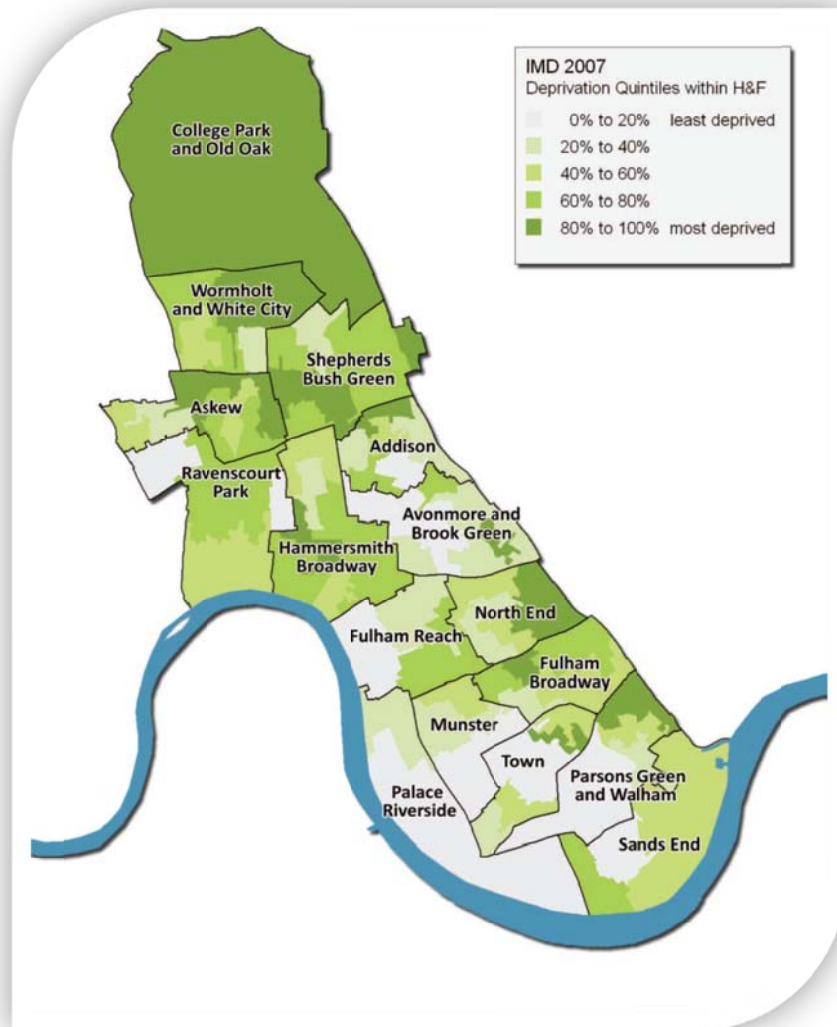 IMD 2007
Deprivation Quintiles within H&F
0% to 20% least deprived
20% to 40%
40% to 60%
60% to 80%
80% to 100% most deprived
College Park
and Old Oak
Wormholt
and White City
Shepherds
Bush Green
Askew
Addison
Ravenscourt
Park
Avonmore and
Brook Green
Hammersmith
Broadway
North End
Fulham Reach
Fulham
Broadway
Munster
Town
Parsons Green
and Walham
Palace
Riverside
Sands End